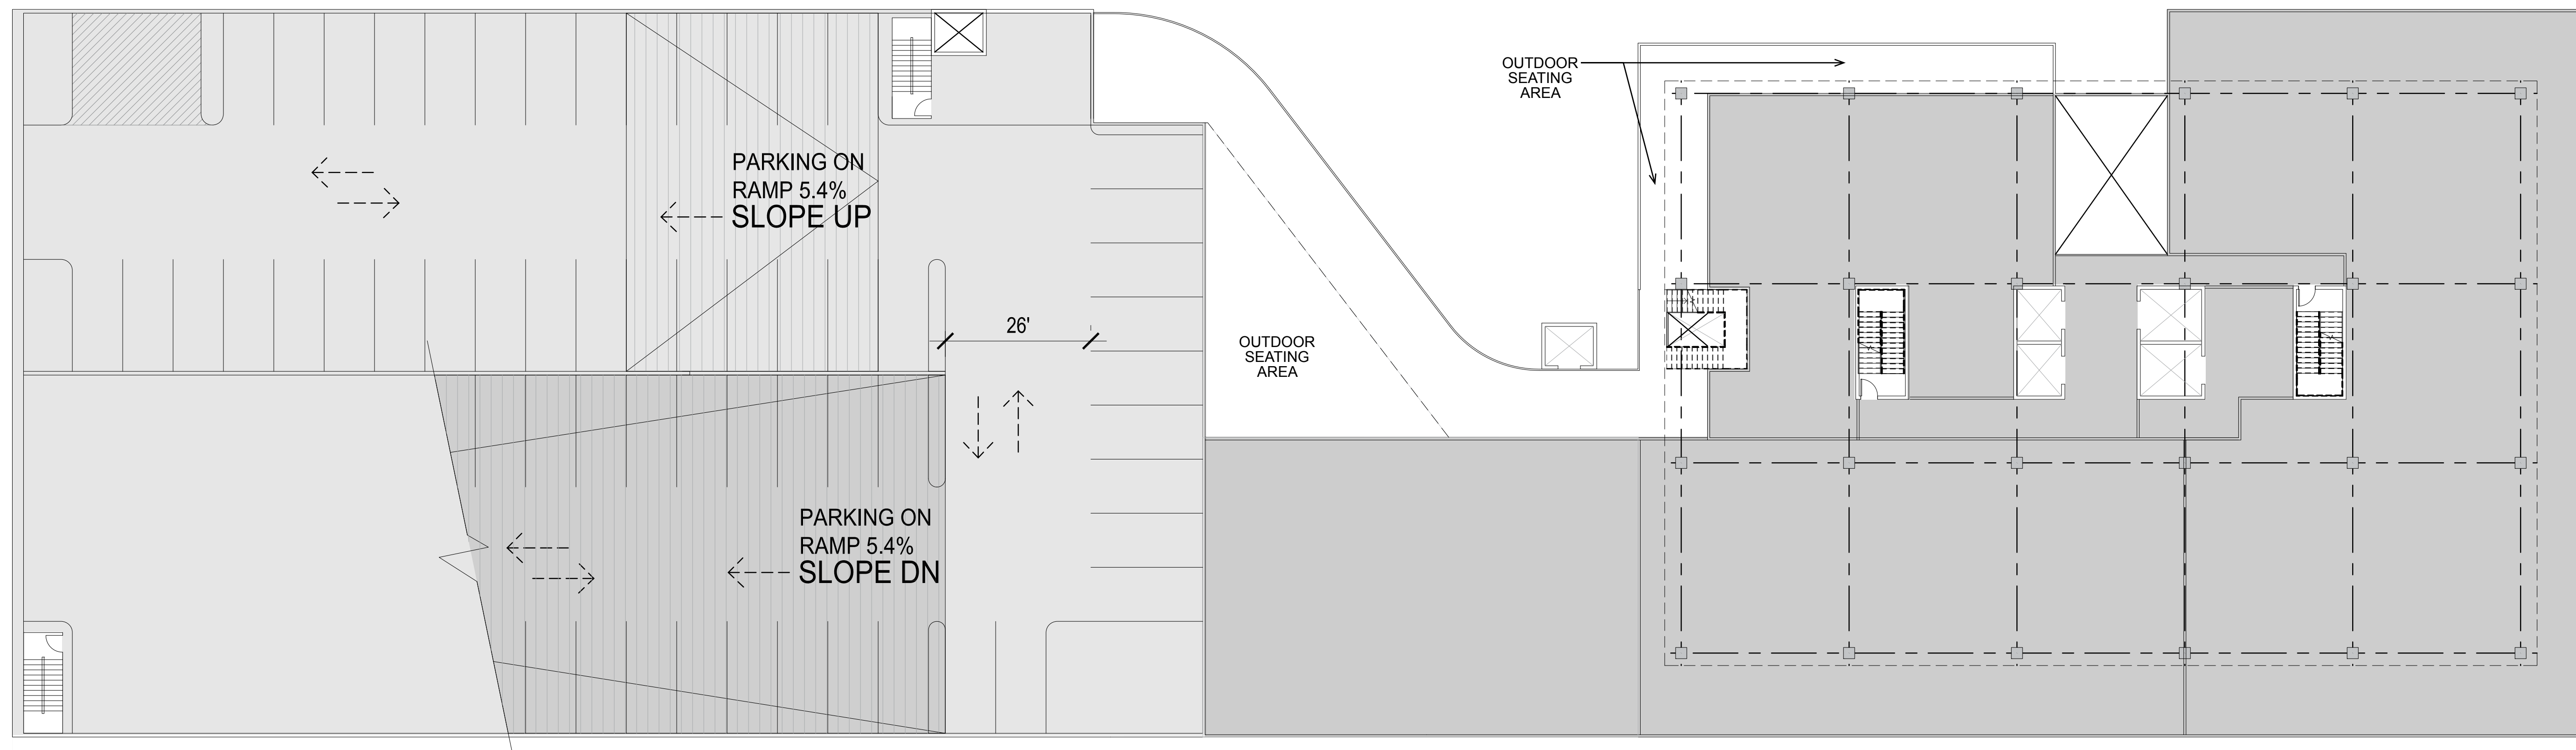 PARKING ON
RAMP 5.4%
SLOPE UP
26'
PARKING ON
RAMP 5.4%
SLOPE DN
OUTDOOR
SEATING
AREA
OUTDOOR
SEATING
AREA